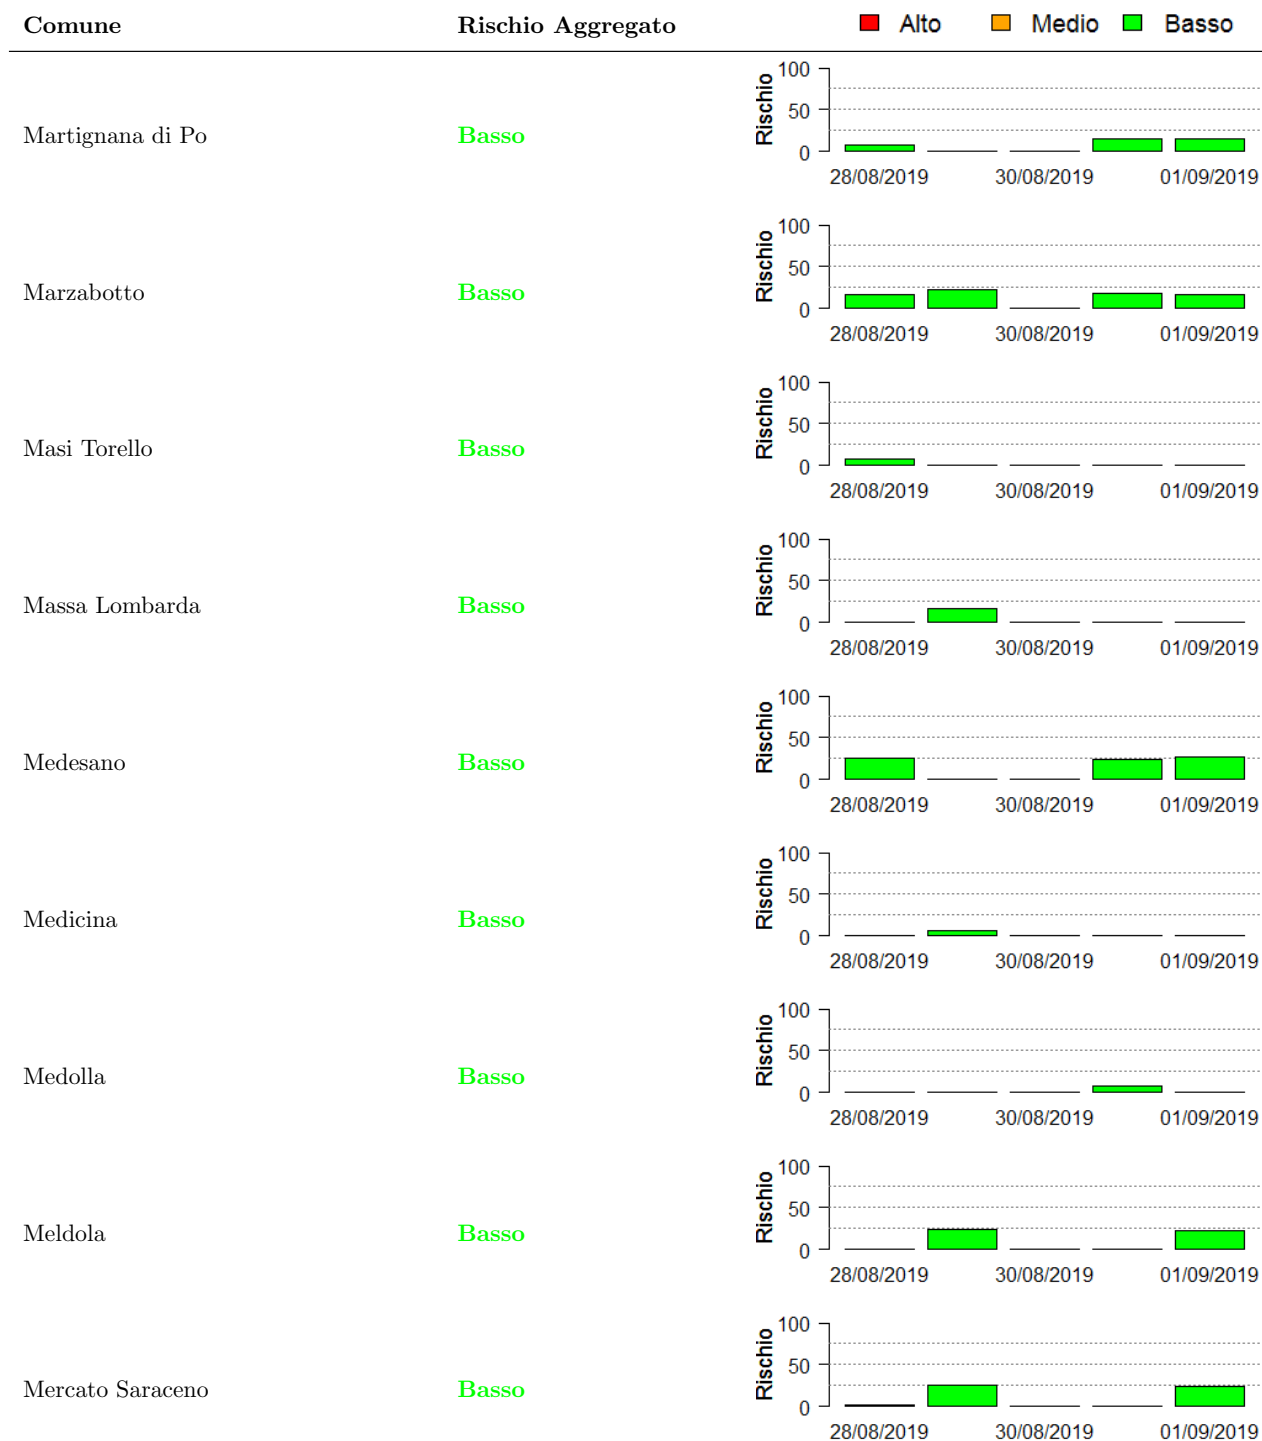 Comune Rischio Aggregato Alto Medio Basso
Martignana di Po Basso
Rischio
100
50
0
28/08/2019 30/08/2019 01/09/2019
Marzabotto Basso
Rischio
100
50
0
28/08/2019 30/08/2019 01/09/2019
Masi Torello Basso
Rischio
100
50
0
28/08/2019 30/08/2019 01/09/2019
Massa Lombarda Basso
Rischio
100
50
0
28/08/2019 30/08/2019 01/09/2019
Medesano Basso
Rischio
100
50
0
28/08/2019 30/08/2019 01/09/2019
Medicina Basso
Rischio
100
50
0
28/08/2019 30/08/2019 01/09/2019
Medolla Basso
Rischio
100
50
0
28/08/2019 30/08/2019 01/09/2019
Meldola Basso
Rischio
100
50
0
28/08/2019 30/08/2019 01/09/2019
Mercato Saraceno Basso
Rischio
100
50
0
28/08/2019 30/08/2019 01/09/2019